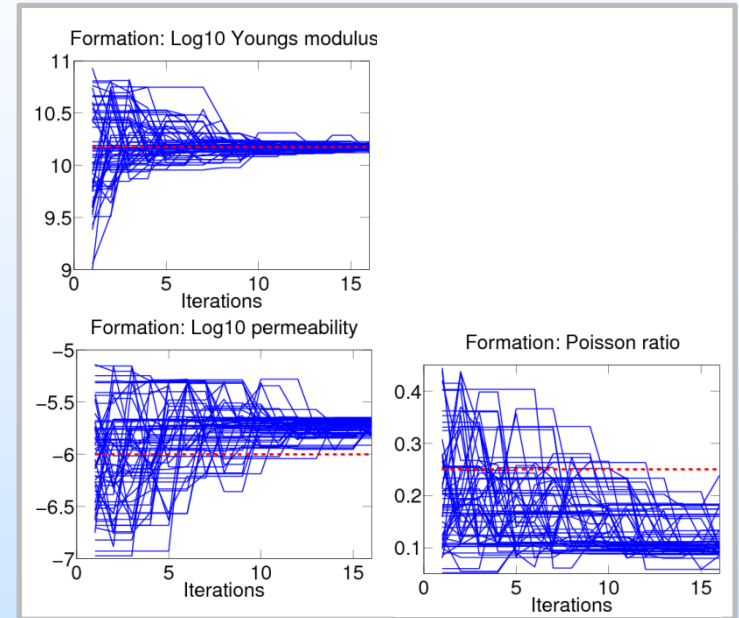 Formation: Log10 Youngs modulus
11
10.5
10
9.5
9
0 5 10 15
Iterations
Formation: Log10 permeability
−5
−5.5
−6
−6.5
−7
0 5 10 15
Iterations
Formation: Poisson ratio
0.4
0.3
0.2
0.1
0 5 10 15
Iterations